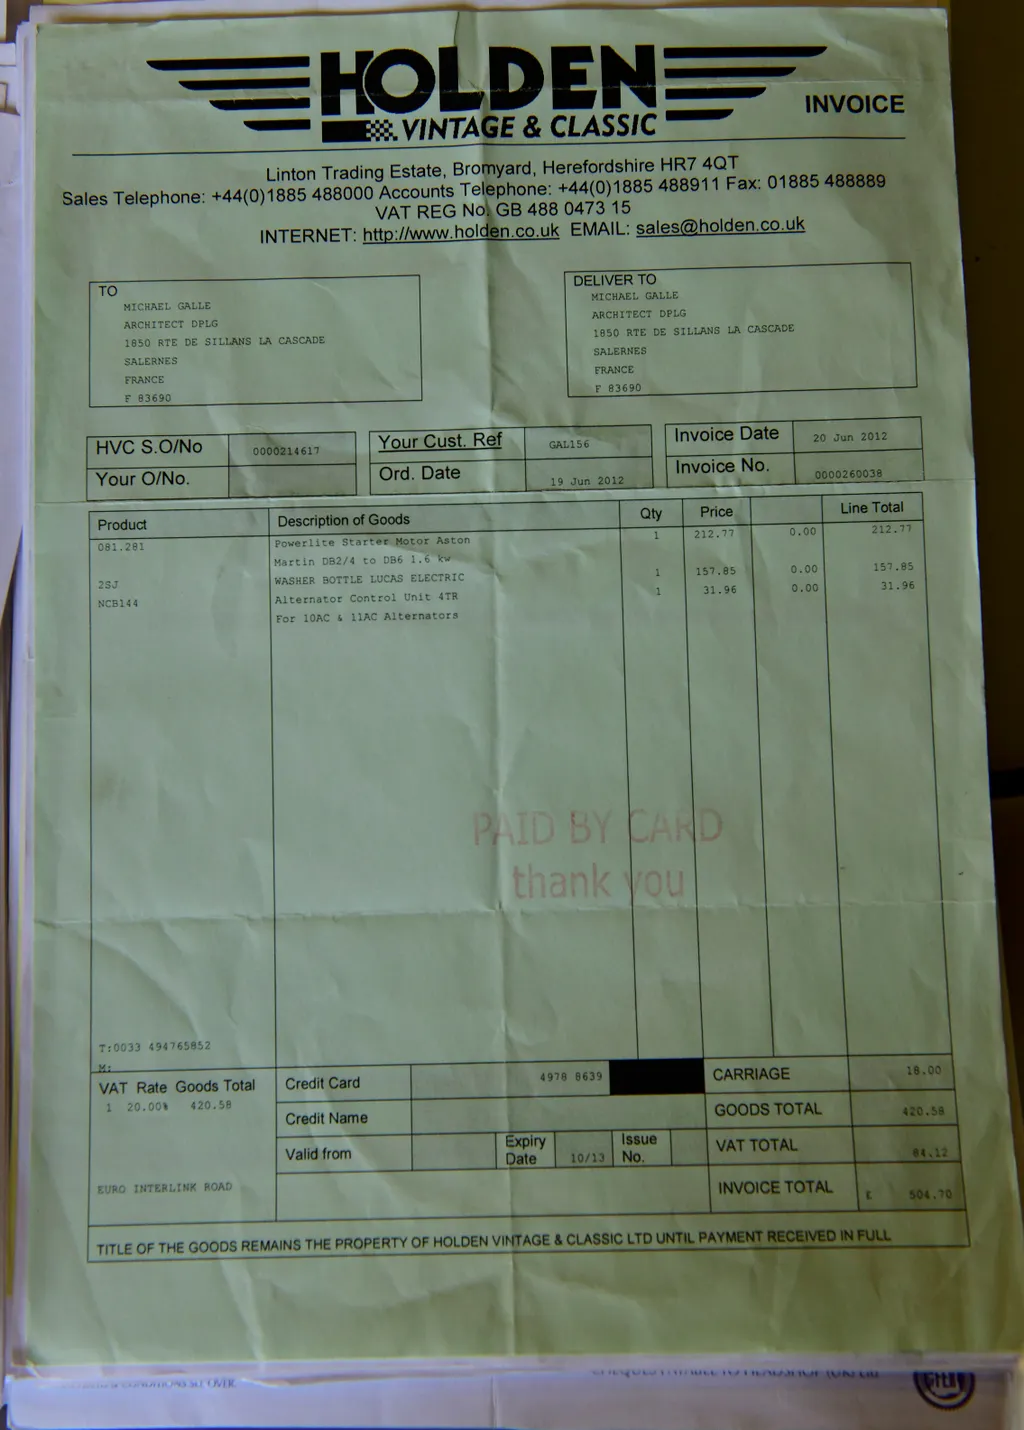 HOLDEN
VINTAGE & CLASSIC
INVOICE
Linton Trading Estate, Bromyard, Herefordshire HR7 4QT
Sales Telephone: +44(0)1885 488000 Accounts Telephone: +44(0)1885 488911 Fax: 01885 488889
VAT REG No. GB 488 0473 15
INTERNET: http://www.holden.co.uk EMAIL: sales@holden.co.uk
TO
MICHAEL GALLE
ARCHITECT DPLG
1850 RTE DE SILLANS LA CASCADE
SALERNES
FRANCE
F 83690
DELIVER TO
MICHAEL GALLE
ARCHITECT DPLG
1850 RTE DE SILLANS LA CASCADE
SALERNES
FRANCE
F 83690
HVC S.O/No 0000214617
Your O/No.
Your Cust. Ref GAL156
Ord. Date 19 Jun 2012
Invoice Date 20 Jun 2012
Invoice No. 0000260038
Product Description of Goods Qty Price Line Total
081.281 Powerlite Starter Motor Aston 1 212.77 0.00 212.77
Martin DB2/4 to DB6 1.6 kw
2SJ WASHER BOTTLE LUCAS ELECTRIC 1 157.85 0.00 157.85
NCB144 Alternator Control Unit 4TR 1 31.96 0.00 31.96
For 10AC & 11AC Alternators
PAID BY CARD
thank you
T:0033 494765852
M:
VAT Rate Goods Total
1 20.00% 420.58
EURO INTERLINK ROAD
Credit Card 4978 8639
Credit Name
Valid from Expiry Date 10/13 Issue No.
CARRIAGE 18.00
GOODS TOTAL 420.58
VAT TOTAL 84.12
INVOICE TOTAL £ 504.70
TITLE OF THE GOODS REMAINS THE PROPERTY OF HOLDEN VINTAGE & CLASSIC LTD UNTIL PAYMENT RECEIVED IN FULL